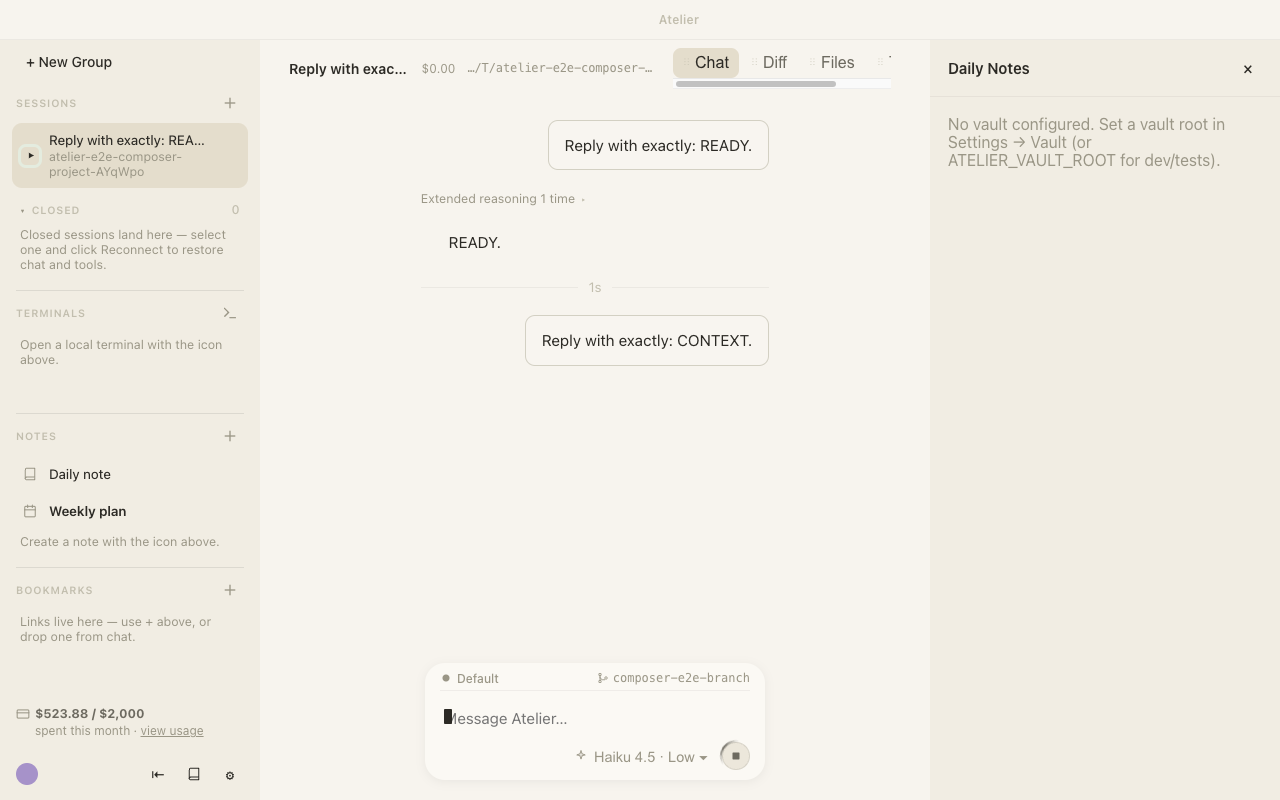 Atelier
+ New Group
SESSIONS
Reply with exactly: REA...
atelier-e2e-composer-
project-AYqWpo
CLOSED
0
Closed sessions land here — select
one and click Reconnect to restore
chat and tools.
TERMINALS
Open a local terminal with the icon
above.
NOTES
Daily note
Weekly plan
Create a note with the icon above.
BOOKMARKS
Links live here — use + above, or
drop one from chat.
$523.88 / $2,000
spent this month · view usage
Reply with exac... $0.00 …/T/atelier-e2e-composer-…
Chat Diff Files
Reply with exactly: READY.
Extended reasoning 1 time
READY.
1s
Reply with exactly: CONTEXT.
Default composer-e2e-branch
Message Atelier...
Haiku 4.5 · Low
Daily Notes
No vault configured. Set a vault root in
Settings → Vault (or
ATELIER_VAULT_ROOT for dev/tests).